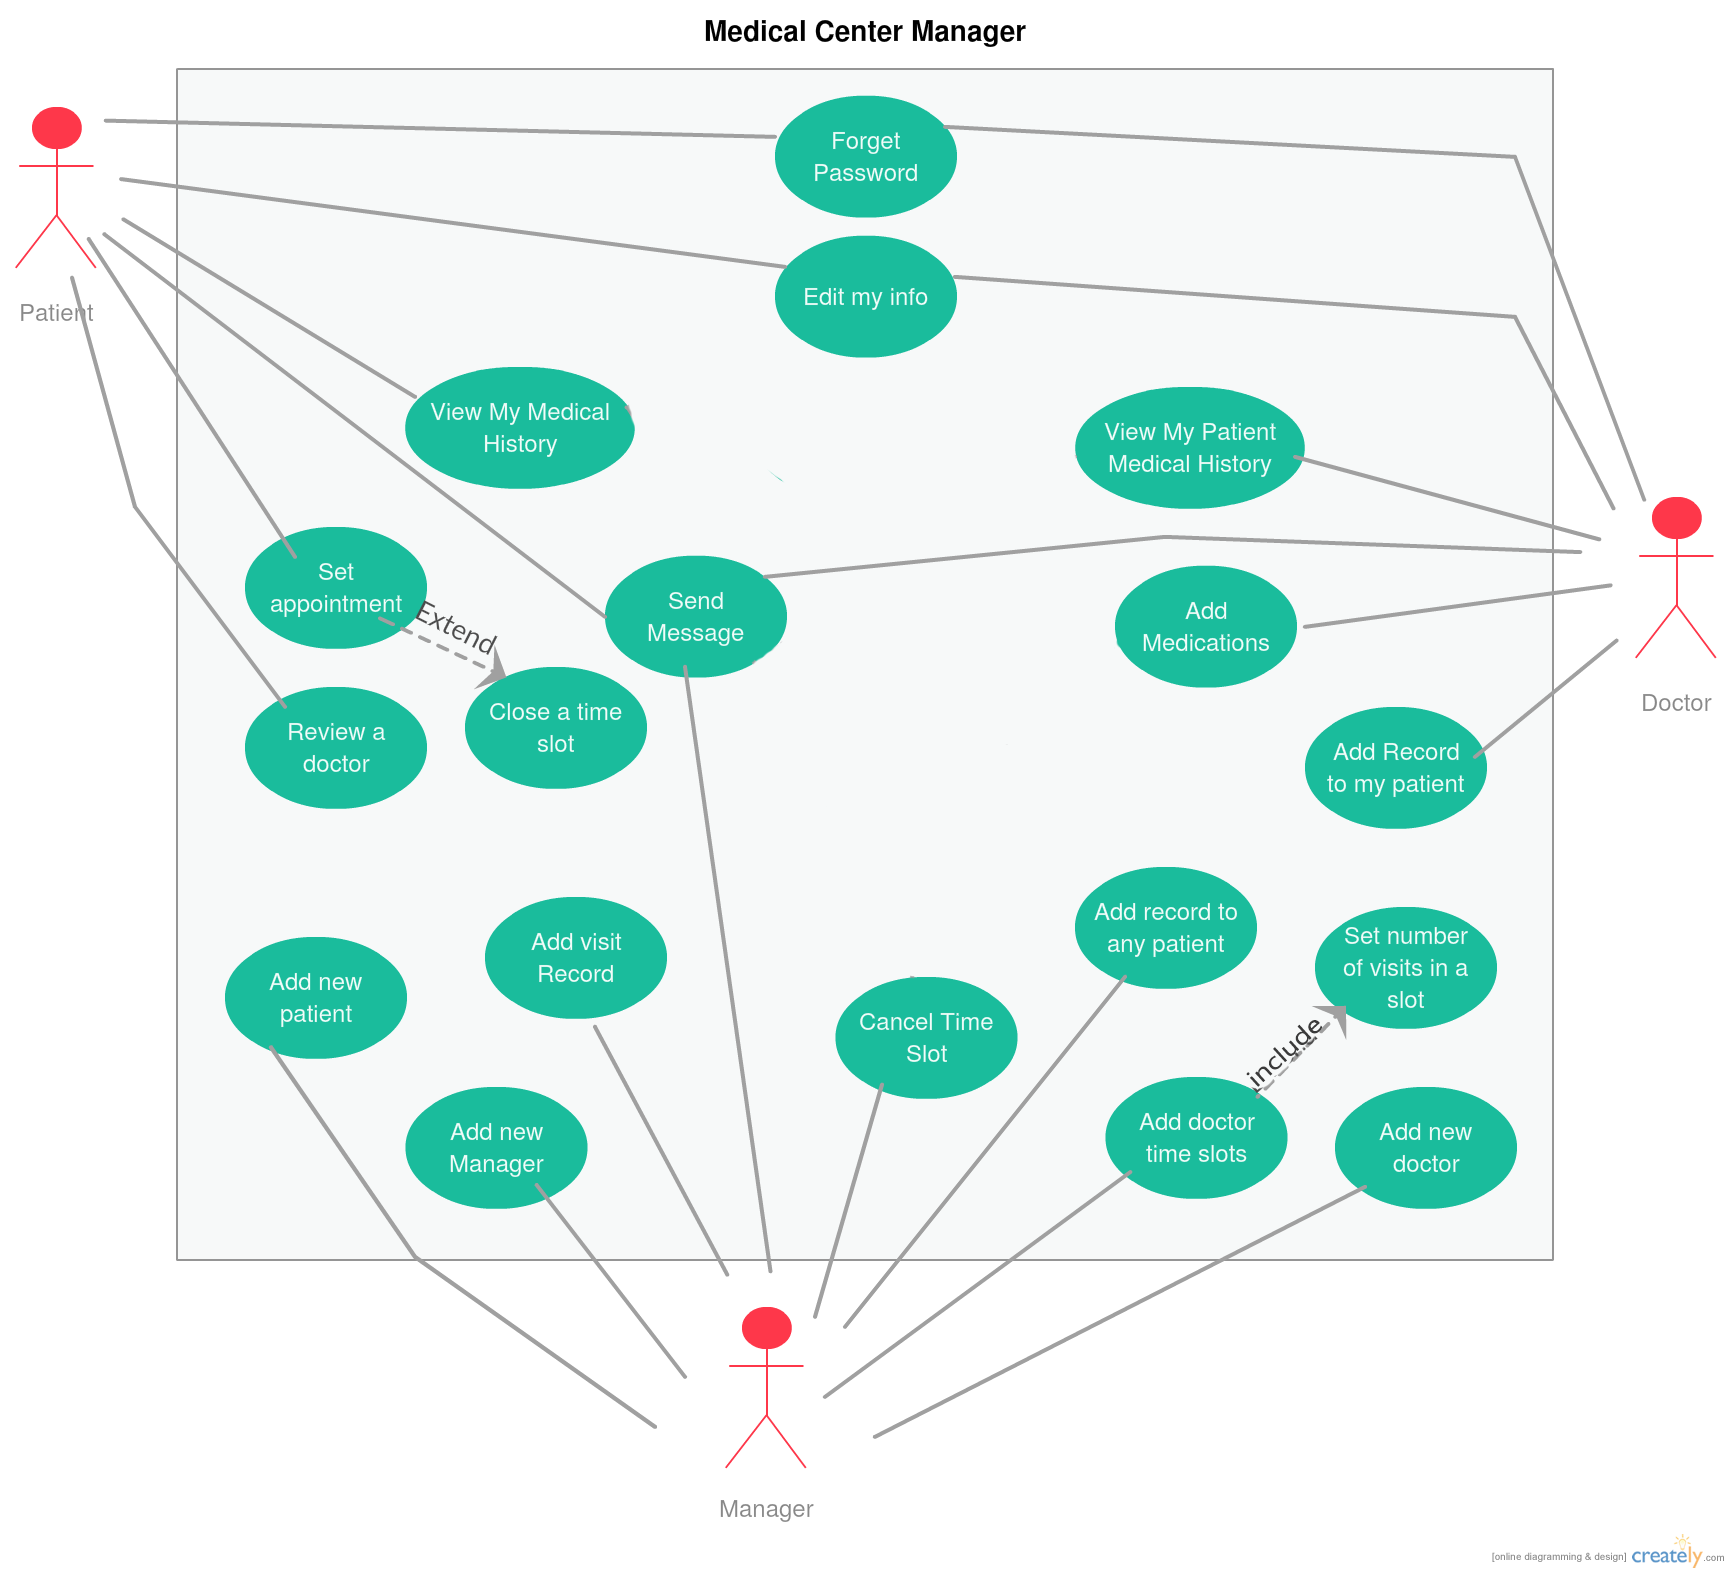 Medical Center Manager
Forget
Password
Edit my info
Patient
View My Medical
History
View My Patient
Medical History
Set
appointment
Extend
Send
Message
Add
Medications
Doctor
Review a
doctor
Close a time
slot
Add Record
to my patient
Add new
patient
Add visit
Record
Cancel Time
Slot
Add record to
any patient
Set number
of visits in a
slot
include
Add new
Manager
Add doctor
time slots
Add new
doctor
Manager
[online diagramming & design] creately.com